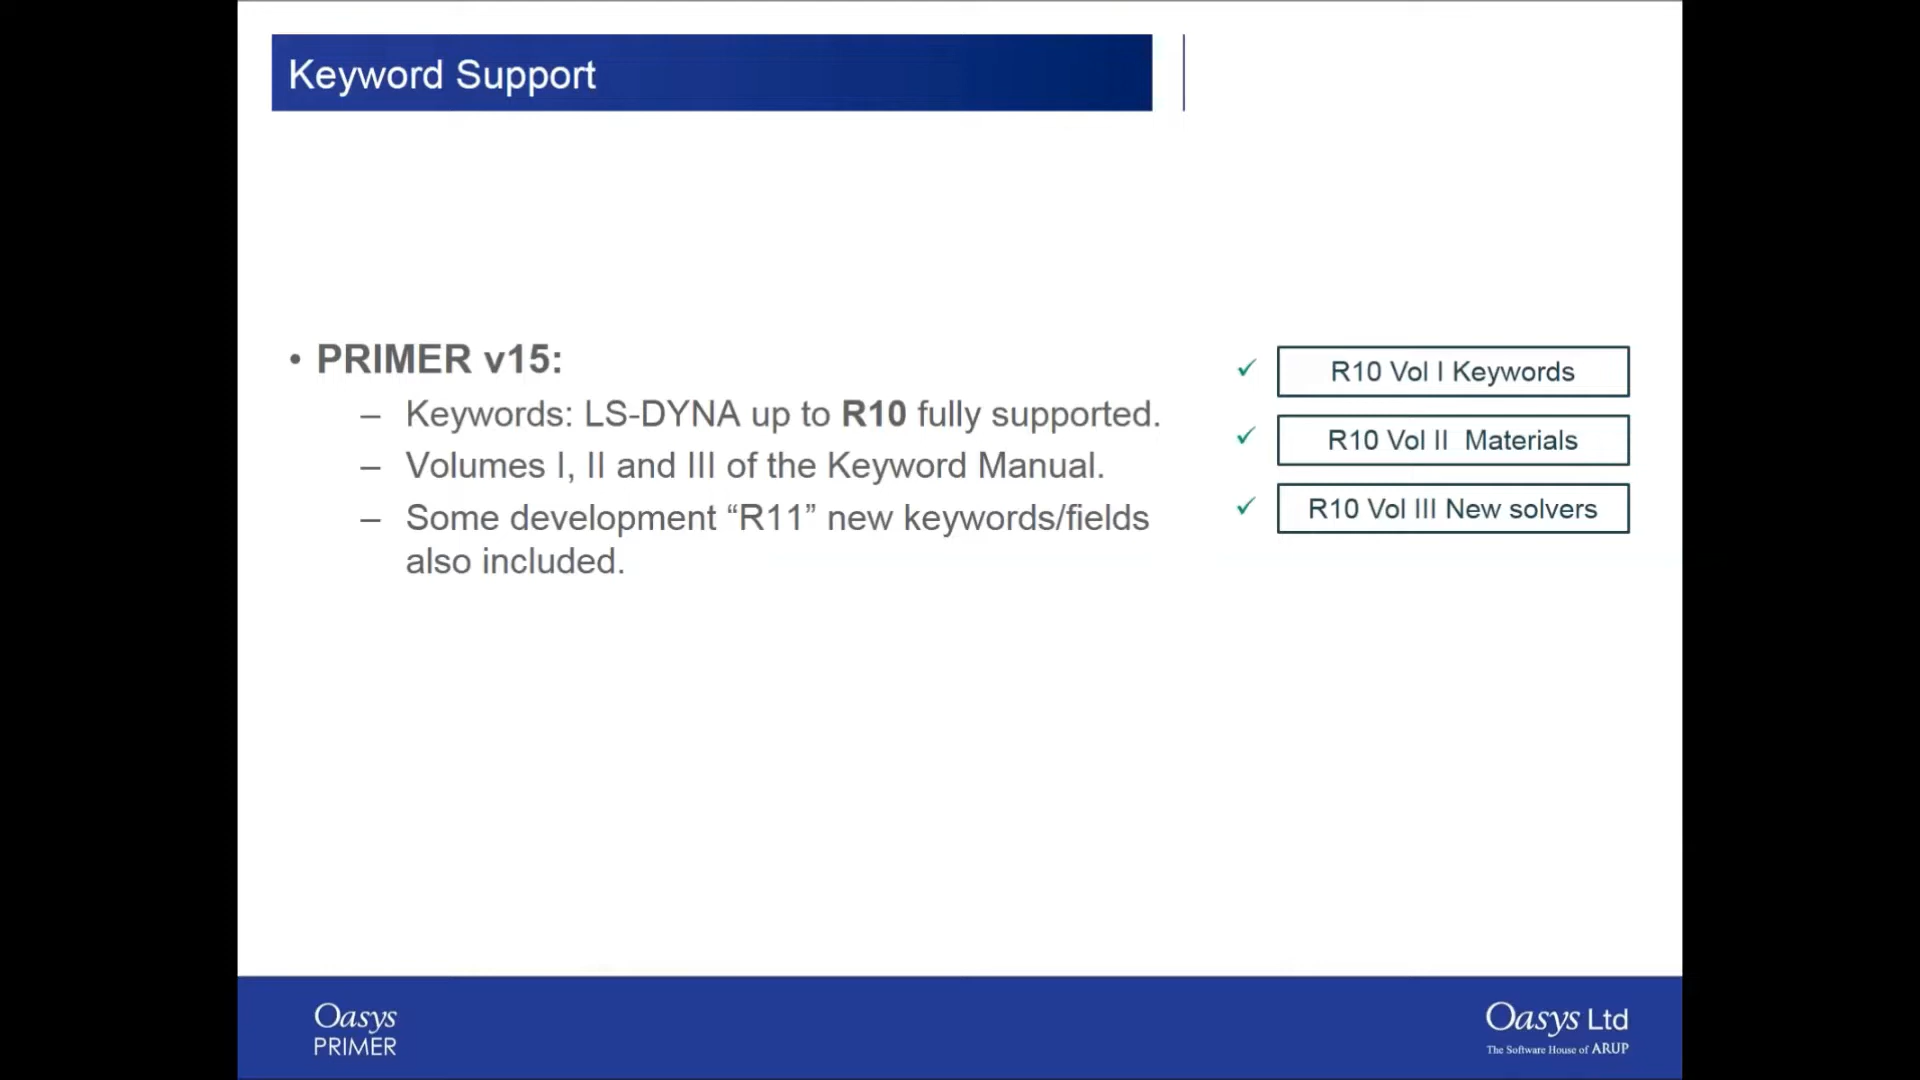 Keyword Support
• PRIMER v15:
– Keywords: LS-DYNA up to R10 fully supported.
– Volumes I, II and III of the Keyword Manual.
– Some development “R11” new keywords/fields
also included.
✓ R10 Vol I Keywords
✓ R10 Vol II Materials
✓ R10 Vol III New solvers
Oasys
PRIMER
Oasys Ltd
The Software House of ARUP